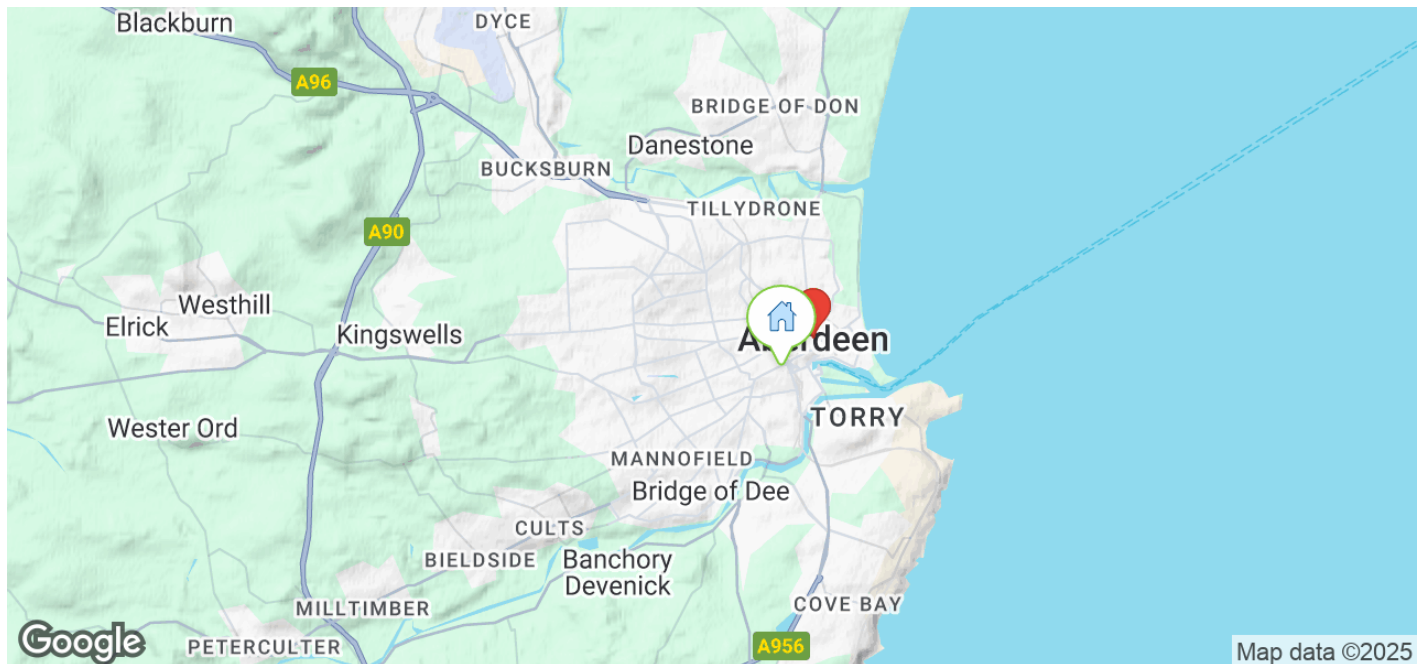 Blackburn
DYCE
A96
BRIDGE OF DON
Danestone
BUCKSBURN
TILLYDRONE
A90
Westhill
Elrick
Kingswells
Aberdeen
TORRY
Wester Ord
MANNOFIELD
Bridge of Dee
CULTS
BIELDSIDE
Banchory
Devenick
MILLTIMBER
COVE BAY
PETERCULTER
A956
Google
Map data ©2025